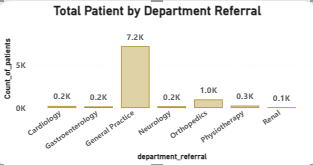 Total Patient by Department Referral
Count_of_patients
5K
0K
0.2K
0.2K
7.2K
0.2K
1.0K
0.3K
0.1K
Cardiology
Gastroenterology
General Practice
Neurology
Orthopedics
Physiotherapy
Renal
department_referral